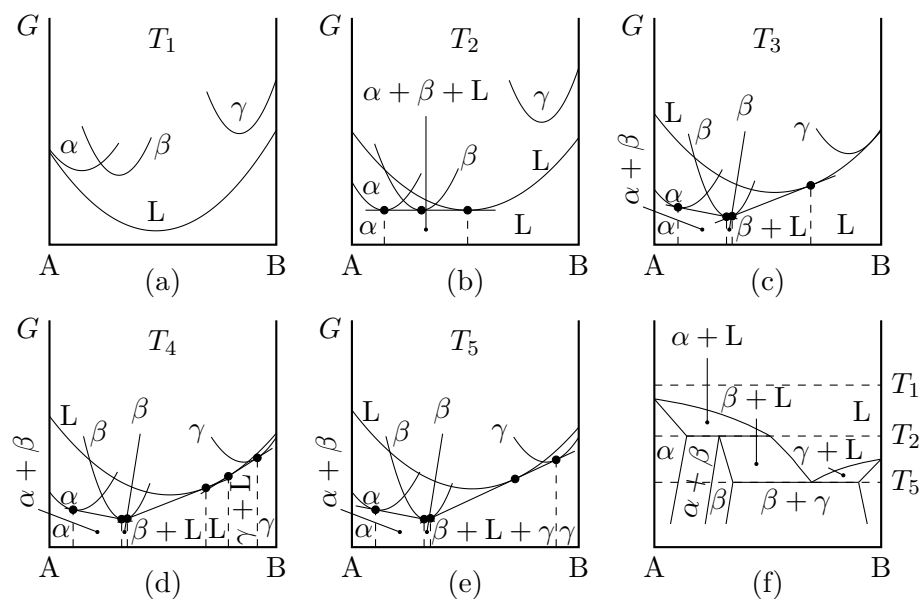 G
T₁
α
β
γ
L
A
B
(a)
G
T₂
α + β + L
γ
α
β
L
α
L
A
B
(b)
G
T₃
L
β
β
γ
α + β
α
α
β + L
L
A
B
(c)
G
T₄
L
β
β
γ
α + β
α
α
β + L
L
γ + L
γ
A
B
(d)
G
T₅
L
β
β
γ
α + β
α
α
β + L + γ
γ
A
B
(e)
α + L
T₁
β + L
L
T₂
α
α + β
γ + L
T₅
β
β + γ
A
B
(f)